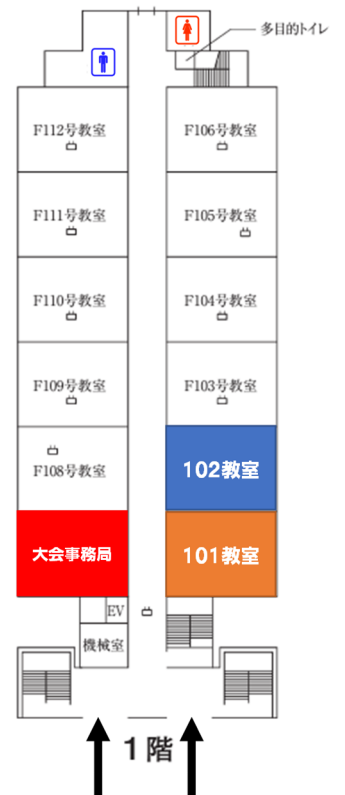 多目的トイレ
F112号教室
F106号教室
F111号教室
F105号教室
F110号教室
F104号教室
F109号教室
F103号教室
F108号教室
102教室
大会事務局
101教室
EV
機械室
1階